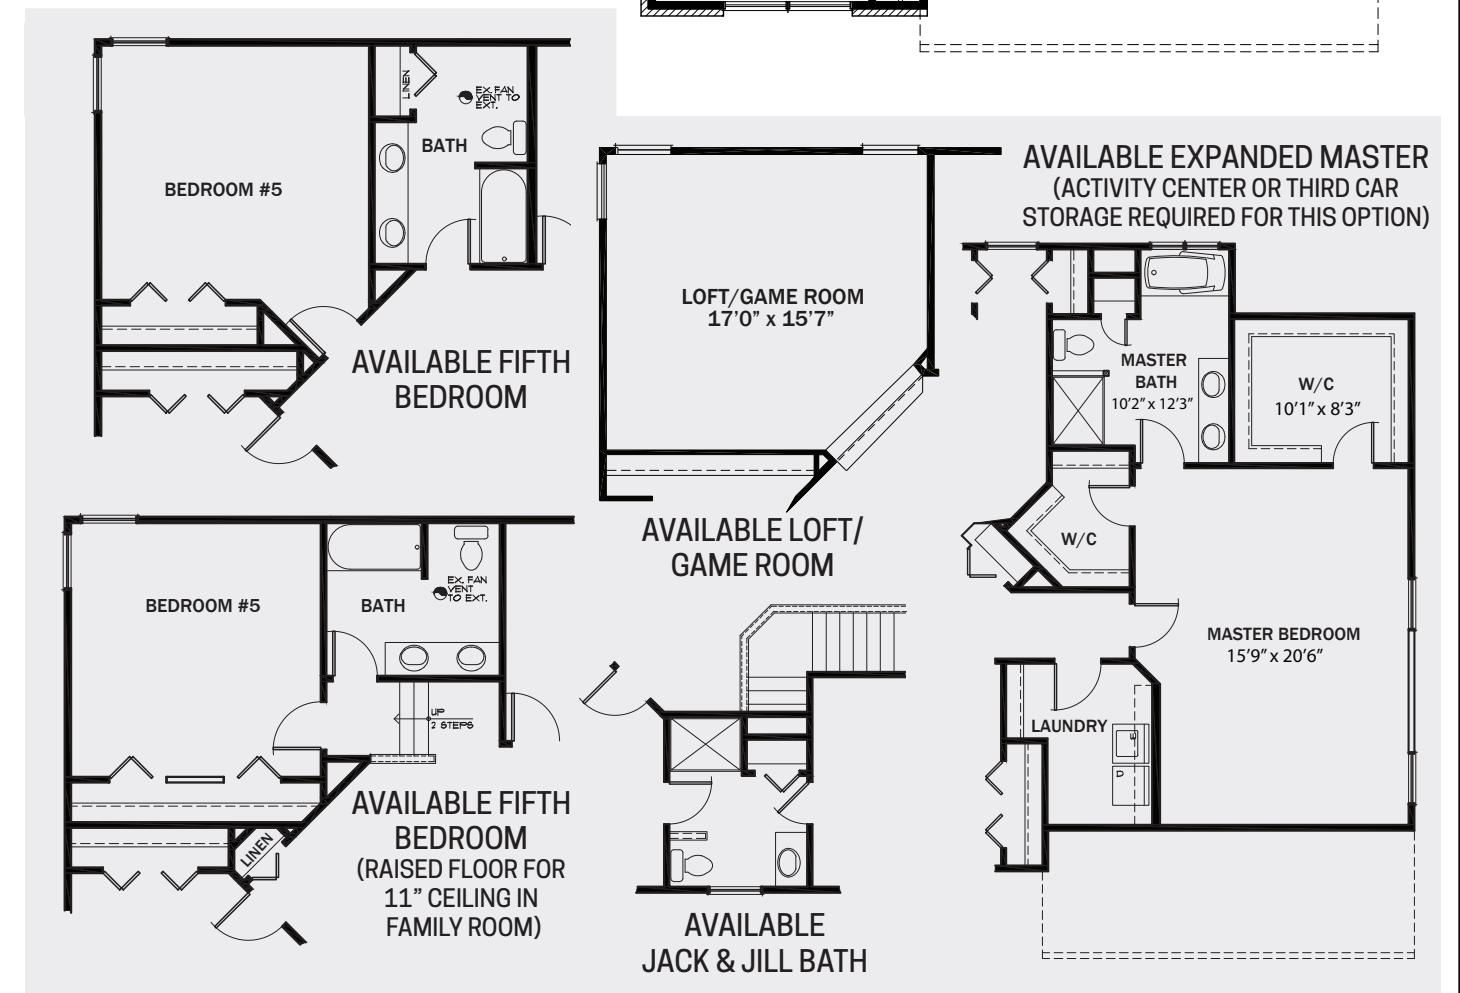 LINEN
EX. FAN
VENT TO
EXT.
BATH
BEDROOM #5
AVAILABLE FIFTH
BEDROOM
LOFT/GAME ROOM
17'0” x 15'7”
AVAILABLE LOFT/
GAME ROOM
AVAILABLE EXPANDED MASTER
(ACTIVITY CENTER OR THIRD CAR
STORAGE REQUIRED FOR THIS OPTION)
MASTER
BATH
10'2” x 12'3”
W/C
10'1” x 8'3”
W/C
MASTER BEDROOM
15'9” x 20'6”
LAUNDRY
W
D
BEDROOM #5
BATH
EX. FAN
VENT
TO EXT.
UP
2 STEPS
LINEN
AVAILABLE FIFTH
BEDROOM
(RAISED FLOOR FOR
11” CEILING IN
FAMILY ROOM)
AVAILABLE
JACK & JILL BATH